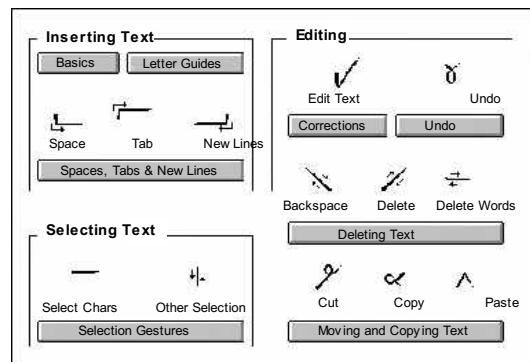 Inserting Text
Basics
Letter Guides
Space
Tab
New Lines
Spaces, Tabs & New Lines
Selecting Text
Select Chars
Other Selection
Selection Gestures
Editing
Edit Text
Undo
Corrections
Undo
Backspace
Delete
Delete Words
Deleting Text
Cut
Copy
Paste
Moving and Copying Text